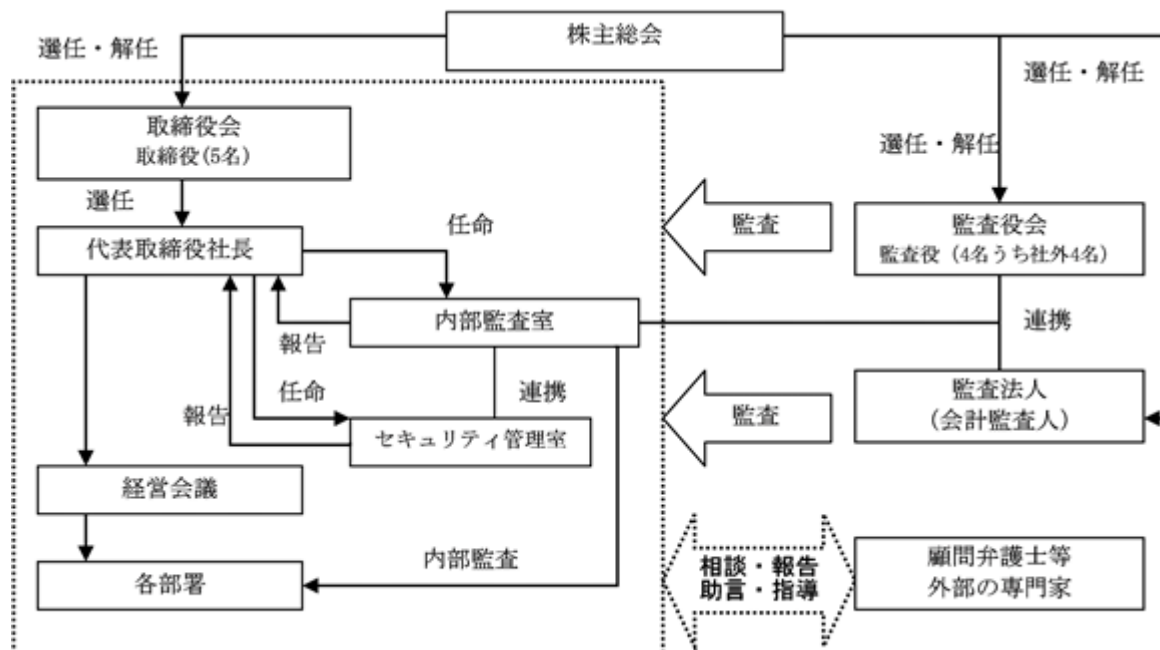 株主総会
選任・解任
選任・解任
取締役会
取締役(5名)
選任・解任
選任
代表取締役社長
任命
監査
監査役会
監査役（4名うち社外4名）
内部監査室
報告
連携
任命
連携
報告
セキュリティ管理室
監査
監査法人
(会計監査人)
経営会議
内部監査
各部署
相談・報告
助言・指導
顧問弁護士等
外部の専門家